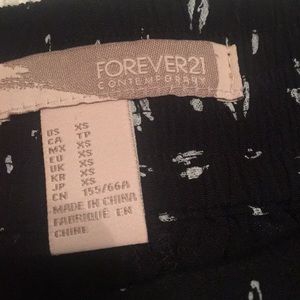 FOREVER21
CONTEMPORARY
US XS
CA TP
MX XS
EU XS
UK XS
KR XS
JP XS
CN 155/66A
MADE IN CHINA
FABRIQUÉ EN
CHINE